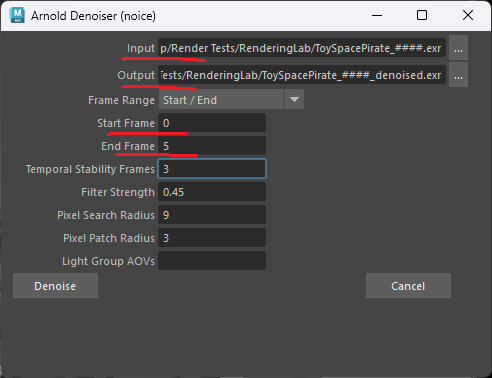 M
Arnold Denoiser (noice)
Input p/Render Tests/RenderingLab/ToySpacePirate_####.exr ...
Output Tests/RenderingLab/ToySpacePirate_####_denoised.exr ...
Frame Range Start / End
Start Frame 0
End Frame 5
Temporal Stability Frames 3
Filter Strength 0.45
Pixel Search Radius 9
Pixel Patch Radius 3
Light Group AOVs
Denoise Cancel